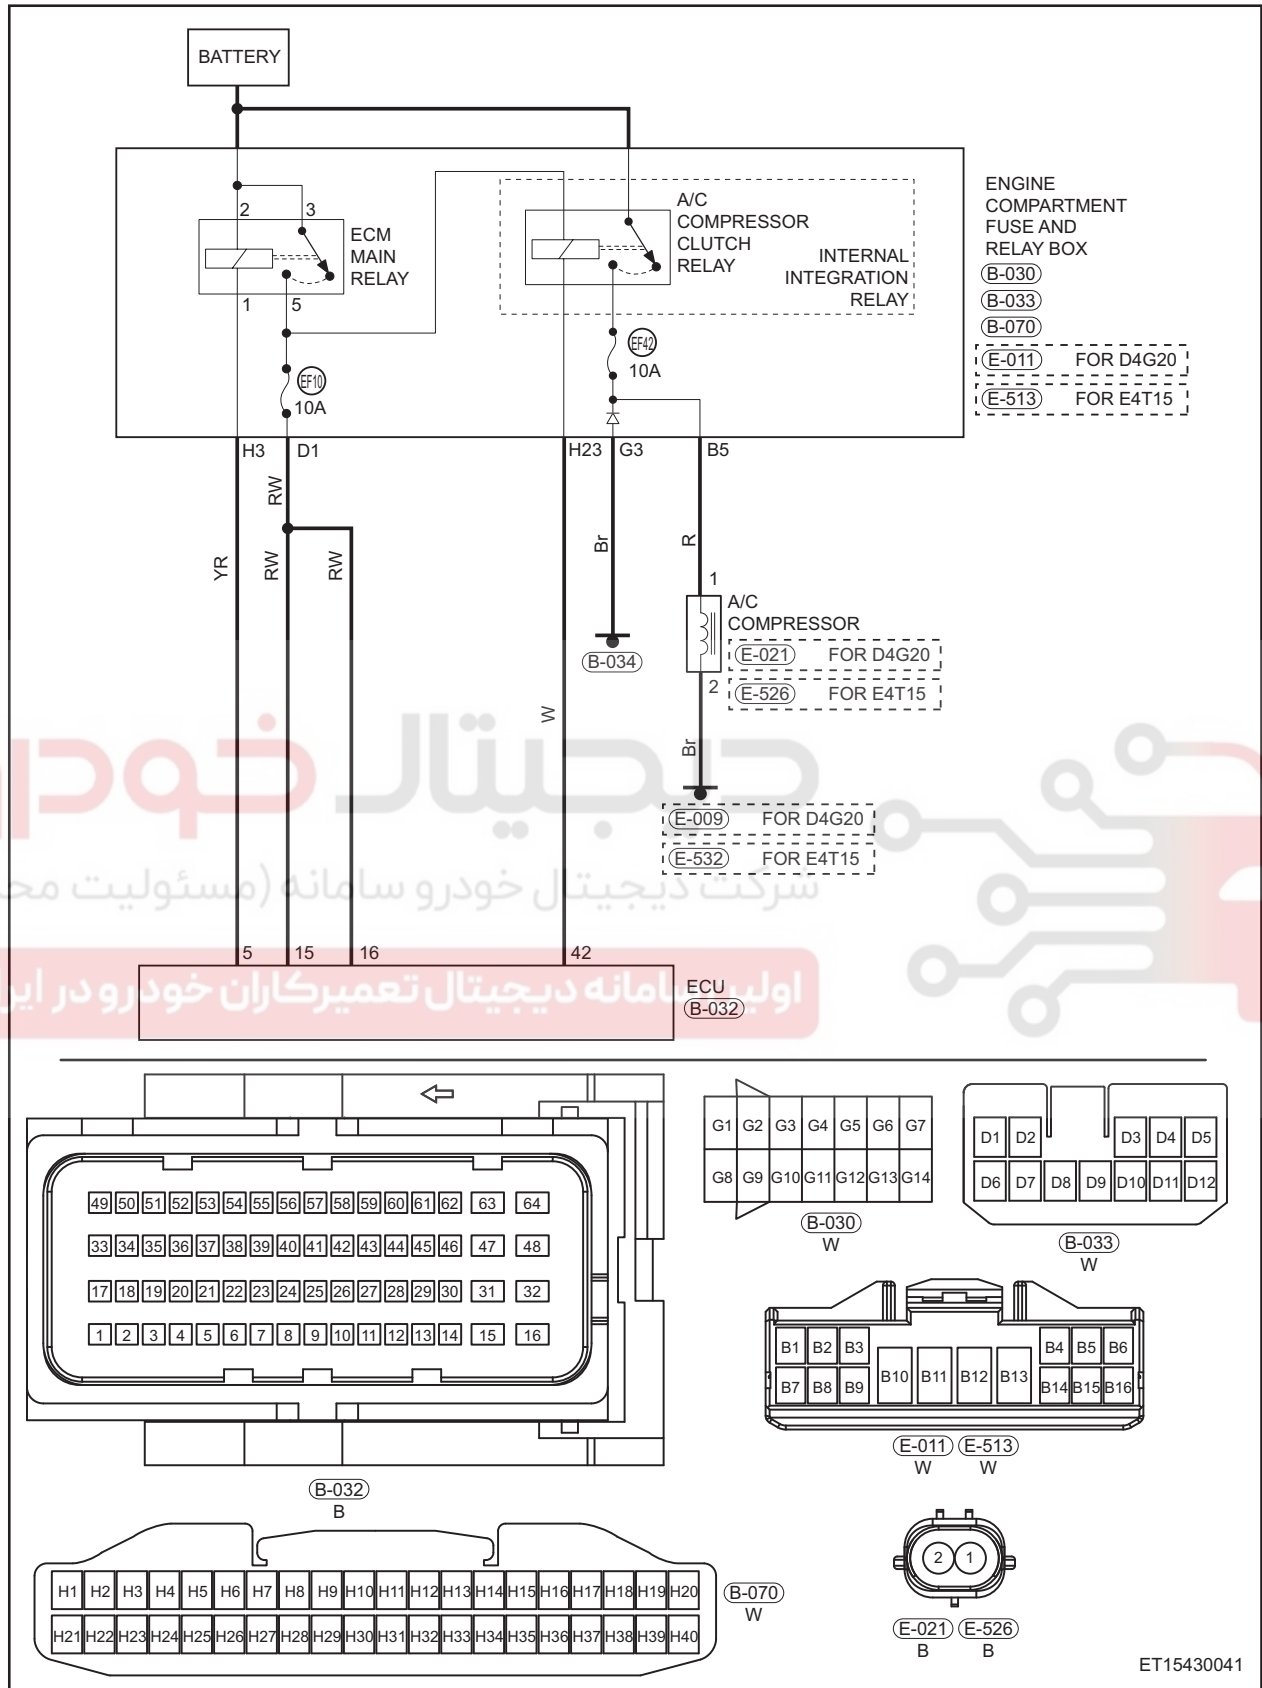 BATTERY
2
3
ECM
MAIN
RELAY
1
5
EF10
10A
A/C
COMPRESSOR
CLUTCH
RELAY
INTERNAL
INTEGRATION
RELAY
EF42
10A
ENGINE
COMPARTMENT
FUSE AND
RELAY BOX
B-030
B-033
B-070
E-011 FOR D4G20
E-513 FOR E4T15
H3 D1 H23 G3 B5
RW
YR RW RW Br R
1
A/C
COMPRESSOR
E-021 FOR D4G20
B-034
2
E-526 FOR E4T15
W
Br
دیجیتال خودرو
E-009 FOR D4G20
E-532 FOR E4T15
شرکت دیجیتال خودرو سامانه (مسئولیت
5 15 16 42
اولین سامانه دیجیتال تعمیرکاران خودرو در
ECU
B-032
49 50 51 52 53 54 55 56 57 58 59 60 61 62 63 64
33 34 35 36 37 38 39 40 41 42 43 44 45 46 47 48
17 18 19 20 21 22 23 24 25 26 27 28 29 30 31 32
1 2 3 4 5 6 7 8 9 10 11 12 13 14 15 16
B-032
B
G1 G2 G3 G4 G5 G6 G7
G8 G9 G10 G11 G12 G13 G14
B-030
W
D1 D2 D3 D4 D5
D6 D7 D8 D9 D10 D11 D12
B-033
W
B1 B2 B3 B4 B5 B6
B10 B11 B12 B13
B7 B8 B9 B14 B15 B16
E-011 E-513
W W
H1 H2 H3 H4 H5 H6 H7 H8 H9 H10 H11 H12 H13 H14 H15 H16 H17 H18 H19 H20
H21 H22 H23 H24 H25 H26 H27 H28 H29 H30 H31 H32 H33 H34 H35 H36 H37 H38 H39 H40
B-070
W
2 1
E-021 E-526
B B
ET15430041